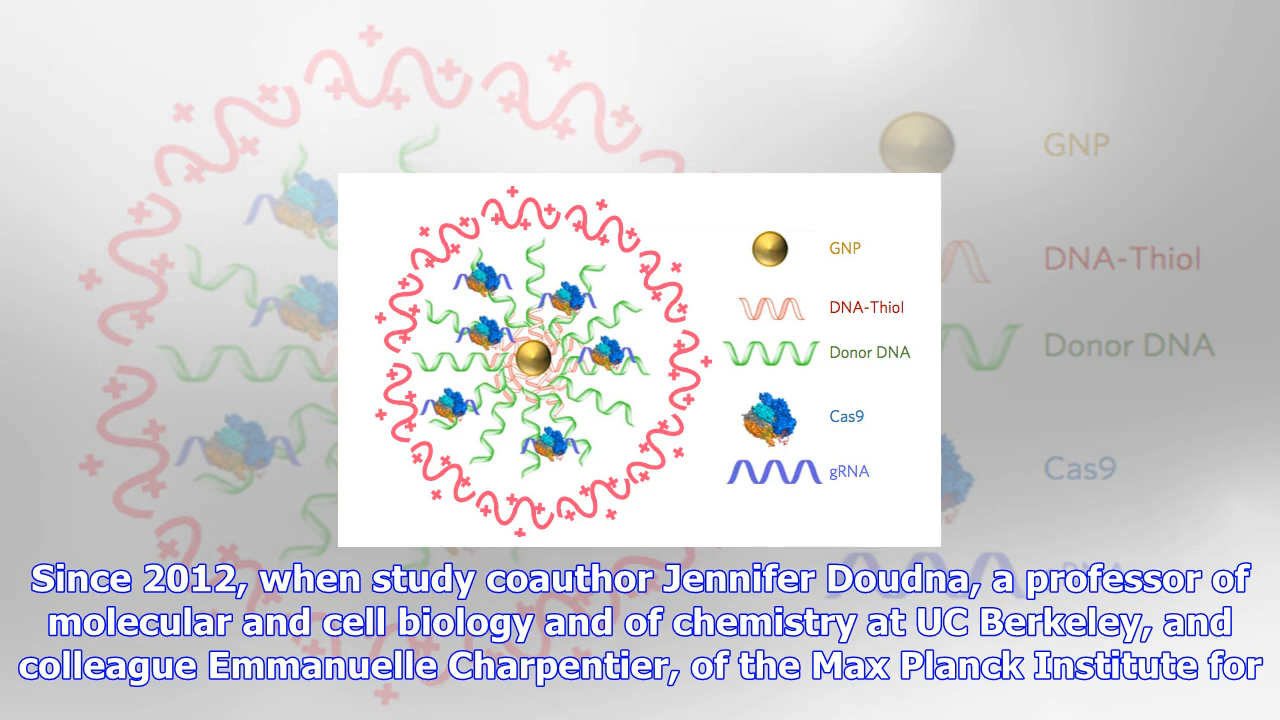 GNP
DNA-Thiol
Donor DNA
Cas9
gRNA
GNP
DNA-Thiol
Donor DNA
Cas9
Since 2012, when study coauthor Jennifer Doudna, a professor of
molecular and cell biology and of chemistry at UC Berkeley, and
colleague Emmanuelle Charpentier, of the Max Planck Institute for